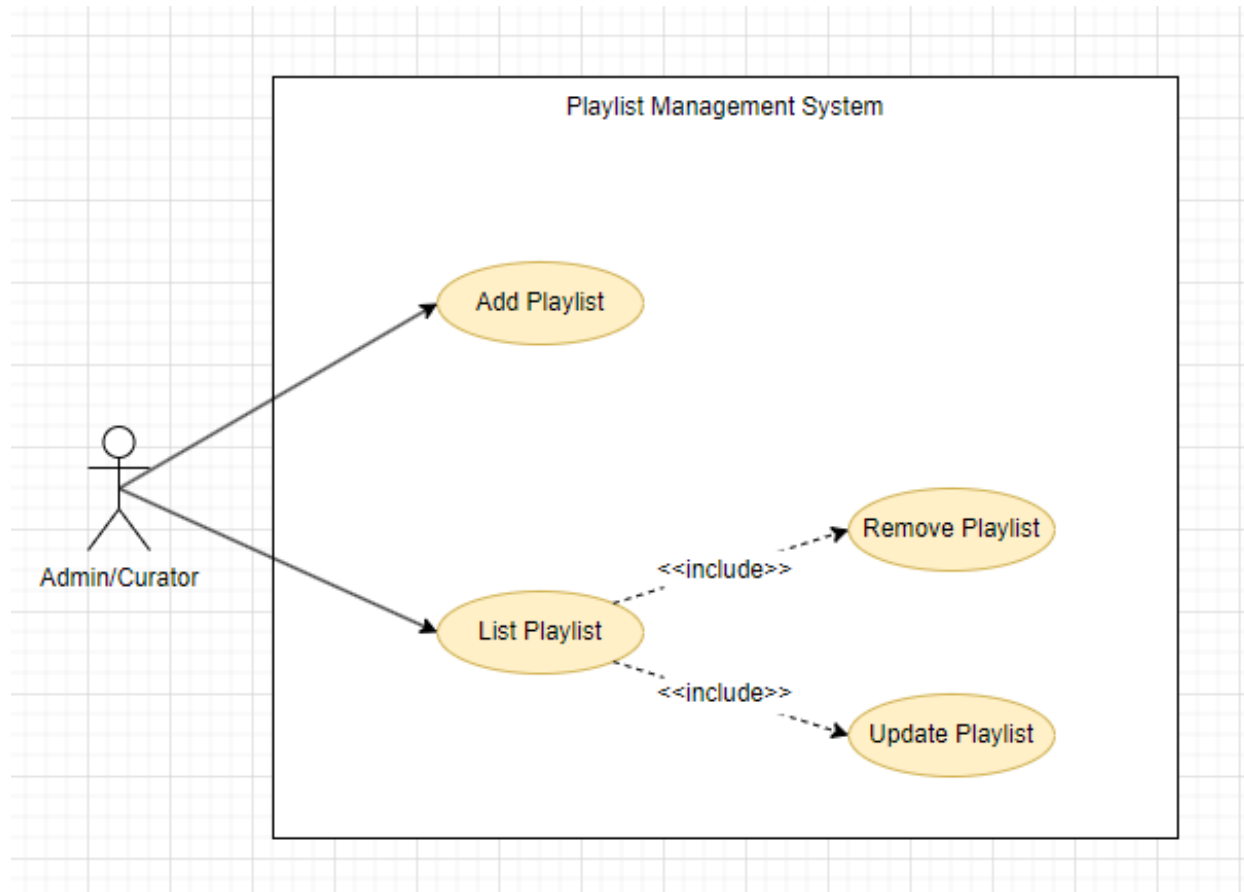 Playlist Management System
Add Playlist
Remove Playlist
<<include>>
Admin/Curator
List Playlist
<<include>>
Update Playlist